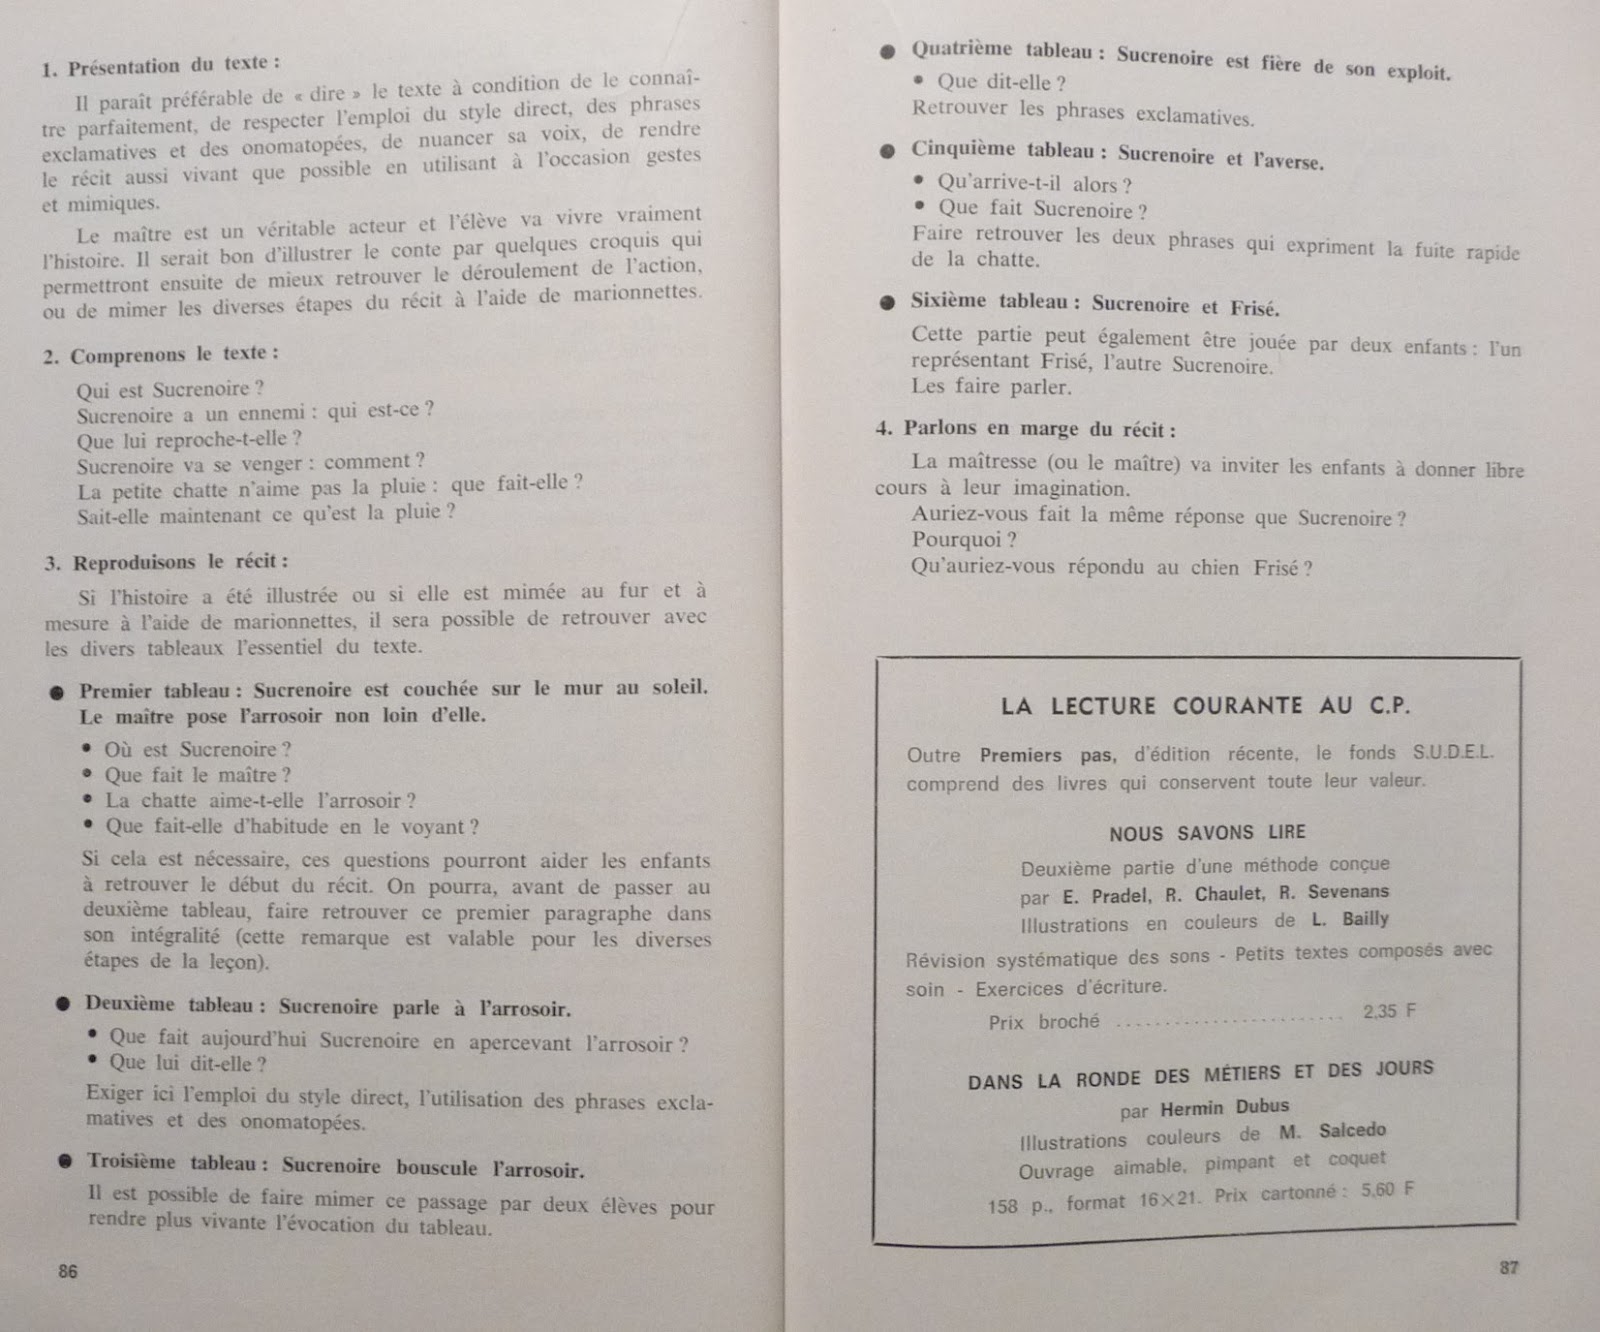 1. Présentation du texte :
Il paraît préférable de « dire » le texte à condition de le connaî-
tre parfaitement, de respecter l'emploi du style direct, des phrases
exclamatives et des onomatopées, de nuancer sa voix, de rendre
le récit aussi vivant que possible en utilisant à l'occasion gestes
et mimiques.
Le maître est un véritable acteur et l'élève va vivre vraiment
l'histoire. Il serait bon d'illustrer le conte par quelques croquis qui
permettront ensuite de mieux retrouver le déroulement de l'action,
ou de mimer les diverses étapes du récit à l'aide de marionnettes.
2. Comprenons le texte :
Qui est Sucrenoire ?
Sucrenoire a un ennemi : qui est-ce ?
Que lui reproche-t-elle ?
Sucrenoire va se venger : comment ?
La petite chatte n'aime pas la pluie : que fait-elle ?
Sait-elle maintenant ce qu'est la pluie ?
3. Reproduisons le récit :
Si l'histoire a été illustrée ou si elle est mimée au fur et à
mesure à l'aide de marionnettes, il sera possible de retrouver avec
les divers tableaux l'essentiel du texte.
● Premier tableau : Sucrenoire est couchée sur le mur au soleil.
Le maître pose l'arrosoir non loin d'elle.
• Où est Sucrenoire ?
• Que fait le maître ?
• La chatte aime-t-elle l'arrosoir ?
• Que fait-elle d'habitude en le voyant ?
Si cela est nécessaire, ces questions pourront aider les enfants
à retrouver le début du récit. On pourra, avant de passer au
deuxième tableau, faire retrouver ce premier paragraphe dans
son intégralité (cette remarque est valable pour les diverses
étapes de la leçon).
● Deuxième tableau : Sucrenoire parle à l'arrosoir.
• Que fait aujourd'hui Sucrenoire en apercevant l'arrosoir ?
• Que lui dit-elle ?
Exiger ici l'emploi du style direct, l'utilisation des phrases excla-
matives et des onomatopées.
● Troisième tableau : Sucrenoire bouscule l'arrosoir.
Il est possible de faire mimer ce passage par deux élèves pour
rendre plus vivante l'évocation du tableau.
86
● Quatrième tableau : Sucrenoire est fière de son exploit.
• Que dit-elle ?
Retrouver les phrases exclamatives.
● Cinquième tableau : Sucrenoire et l'averse.
• Qu'arrive-t-il alors ?
• Que fait Sucrenoire ?
Faire retrouver les deux phrases qui expriment la fuite rapide
de la chatte.
● Sixième tableau : Sucrenoire et Frisé.
Cette partie peut également être jouée par deux enfants : l'un
représentant Frisé, l'autre Sucrenoire.
Les faire parler.
4. Parlons en marge du récit :
La maîtresse (ou le maître) va inviter les enfants à donner libre
cours à leur imagination.
Auriez-vous fait la même réponse que Sucrenoire ?
Pourquoi ?
Qu'auriez-vous répondu au chien Frisé ?
LA LECTURE COURANTE AU C.P.
Outre Premiers pas, d'édition récente, le fonds S.U.D.E.L.
comprend des livres qui conservent toute leur valeur.
NOUS SAVONS LIRE
Deuxième partie d'une méthode conçue
par E. Pradel, R. Chaulet, R. Sevenans
Illustrations en couleurs de L. Bailly
Révision systématique des sons - Petits textes composés avec
soin - Exercices d'écriture.
Prix broché ........................ 2,35 F
DANS LA RONDE DES MÉTIERS ET DES JOURS
par Hermin Dubus
Illustrations couleurs de M. Salcedo
Ouvrage aimable, pimpant et coquet
158 p., format 16×21. Prix cartonné : 5,60 F
87